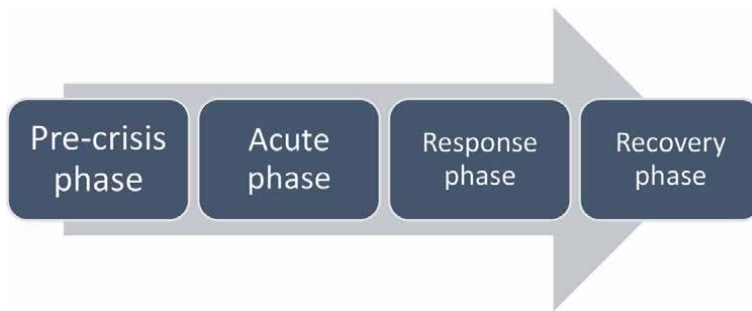 Pre-crisis
phase
Acute
phase
Response
phase
Recovery
phase